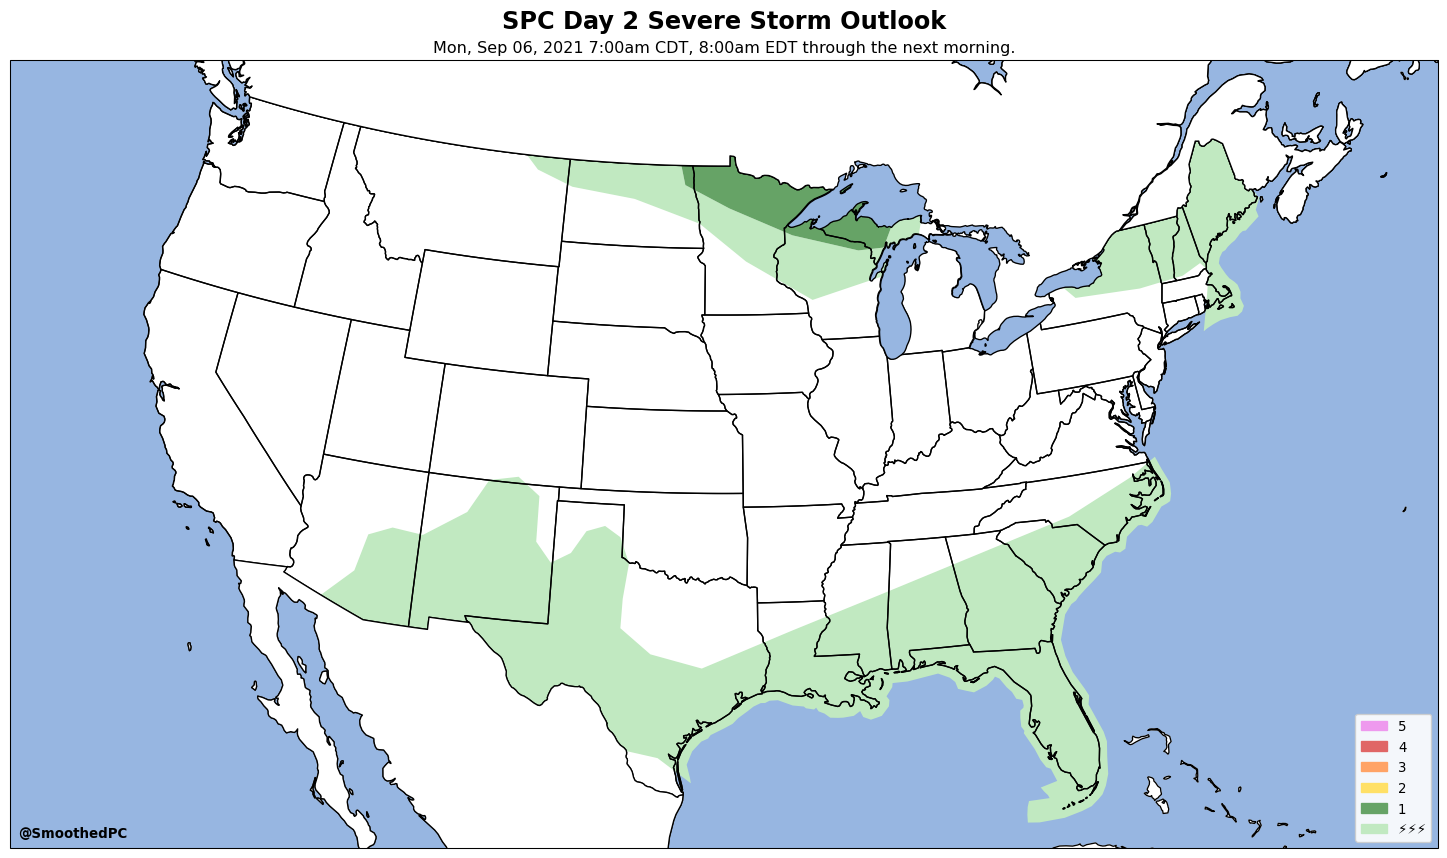 SPC Day 2 Severe Storm Outlook
Mon, Sep 06, 2021 7:00am CDT, 8:00am EDT through the next morning.
5
4
3
2
1
⚡⚡⚡
@SmoothedPC